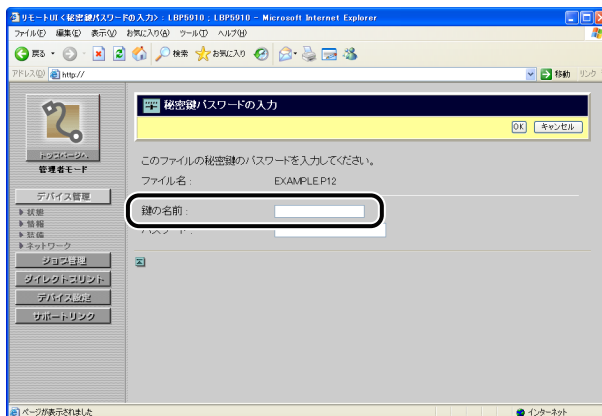 リモートUI <秘密鍵パスワードの入力> : LBP5910 ; LBP5910 - Microsoft Internet Explorer
ファイル(F) 編集(E) 表示(V) お気に入り(A) ツール(T) ヘルプ(H)
戻る 検索 お気に入り
アドレス(D) http:// 移動 リンク
秘密鍵パスワードの入力
OK キャンセル
トップページへ
管理者モード
このファイルの秘密鍵のパスワードを入力してください。
ファイル名 : EXAMPLE.P12
デバイス管理
状態
情報
ネットワーク
鍵の名前 :
パスワード :
ジョブ管理
ダイレクトプリント
デバイス設定
サポートリンク
ページが表示されました インターネット